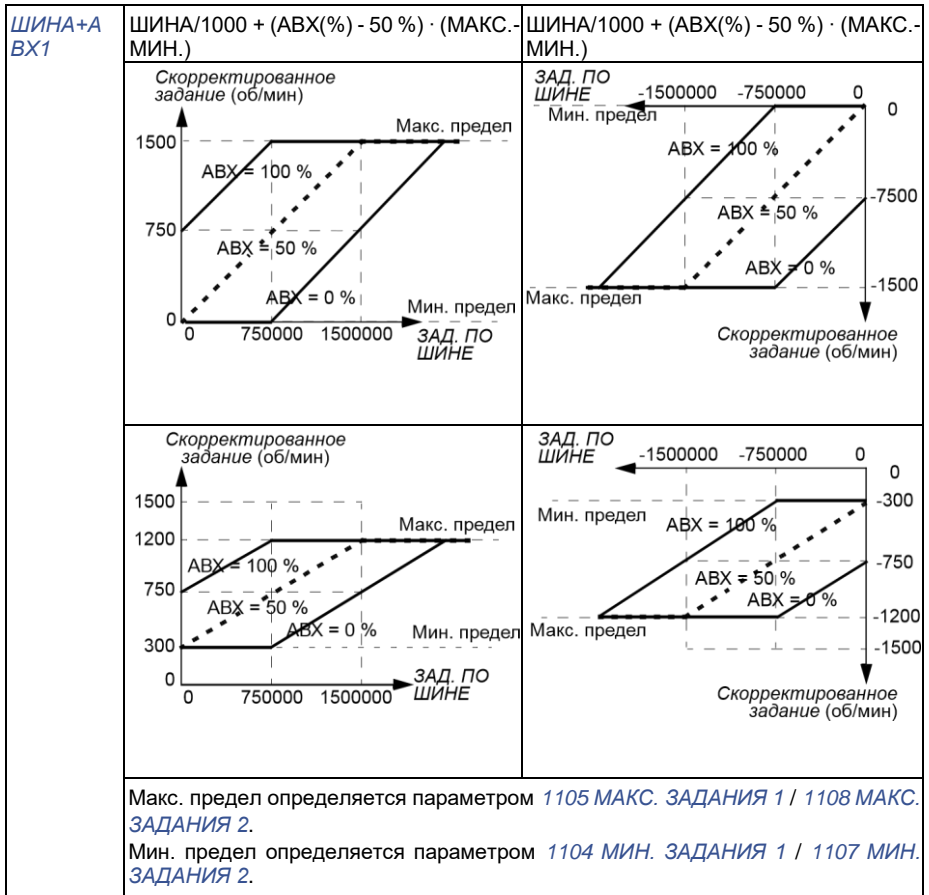 ШИНА+А
ВХ1
ШИНА/1000 + (АВХ(%) - 50 %) · (МАКС.-
МИН.)
ШИНА/1000 + (АВХ(%) - 50 %) · (МАКС.-
МИН.)
Скорректированное
задание (об/мин)
1500
750
0
Макс. предел
АВХ = 100 %
АВХ = 50 %
АВХ = 0 %
Мин. предел
0
750000
1500000
ЗАД. ПО
ШИНЕ
ЗАД. ПО
ШИНЕ
-1500000
-750000
0
0
Мин. предел
АВХ = 100 %
-7500
АВХ = 50 %
АВХ = 0 %
-1500
Макс. предел
Скорректированное
задание (об/мин)
Скорректированное
задание (об/мин)
1500
1200
750
300
0
Макс. предел
АВХ = 100 %
АВХ = 50 %
АВХ = 0 %
Мин. предел
0
750000
1500000
ЗАД. ПО
ШИНЕ
ЗАД. ПО
ШИНЕ
-1500000
-750000
0
0
-300
Мин. предел
АВХ = 100 %
-750
АВХ = 50 %
АВХ = 0 %
-1200
Макс. предел
-1500
Скорректированное
задание (об/мин)
Макс. предел определяется параметром 1105 МАКС. ЗАДАНИЯ 1 / 1108 МАКС.
ЗАДАНИЯ 2.
Мин. предел определяется параметром 1104 МИН. ЗАДАНИЯ 1 / 1107 МИН.
ЗАДАНИЯ 2.